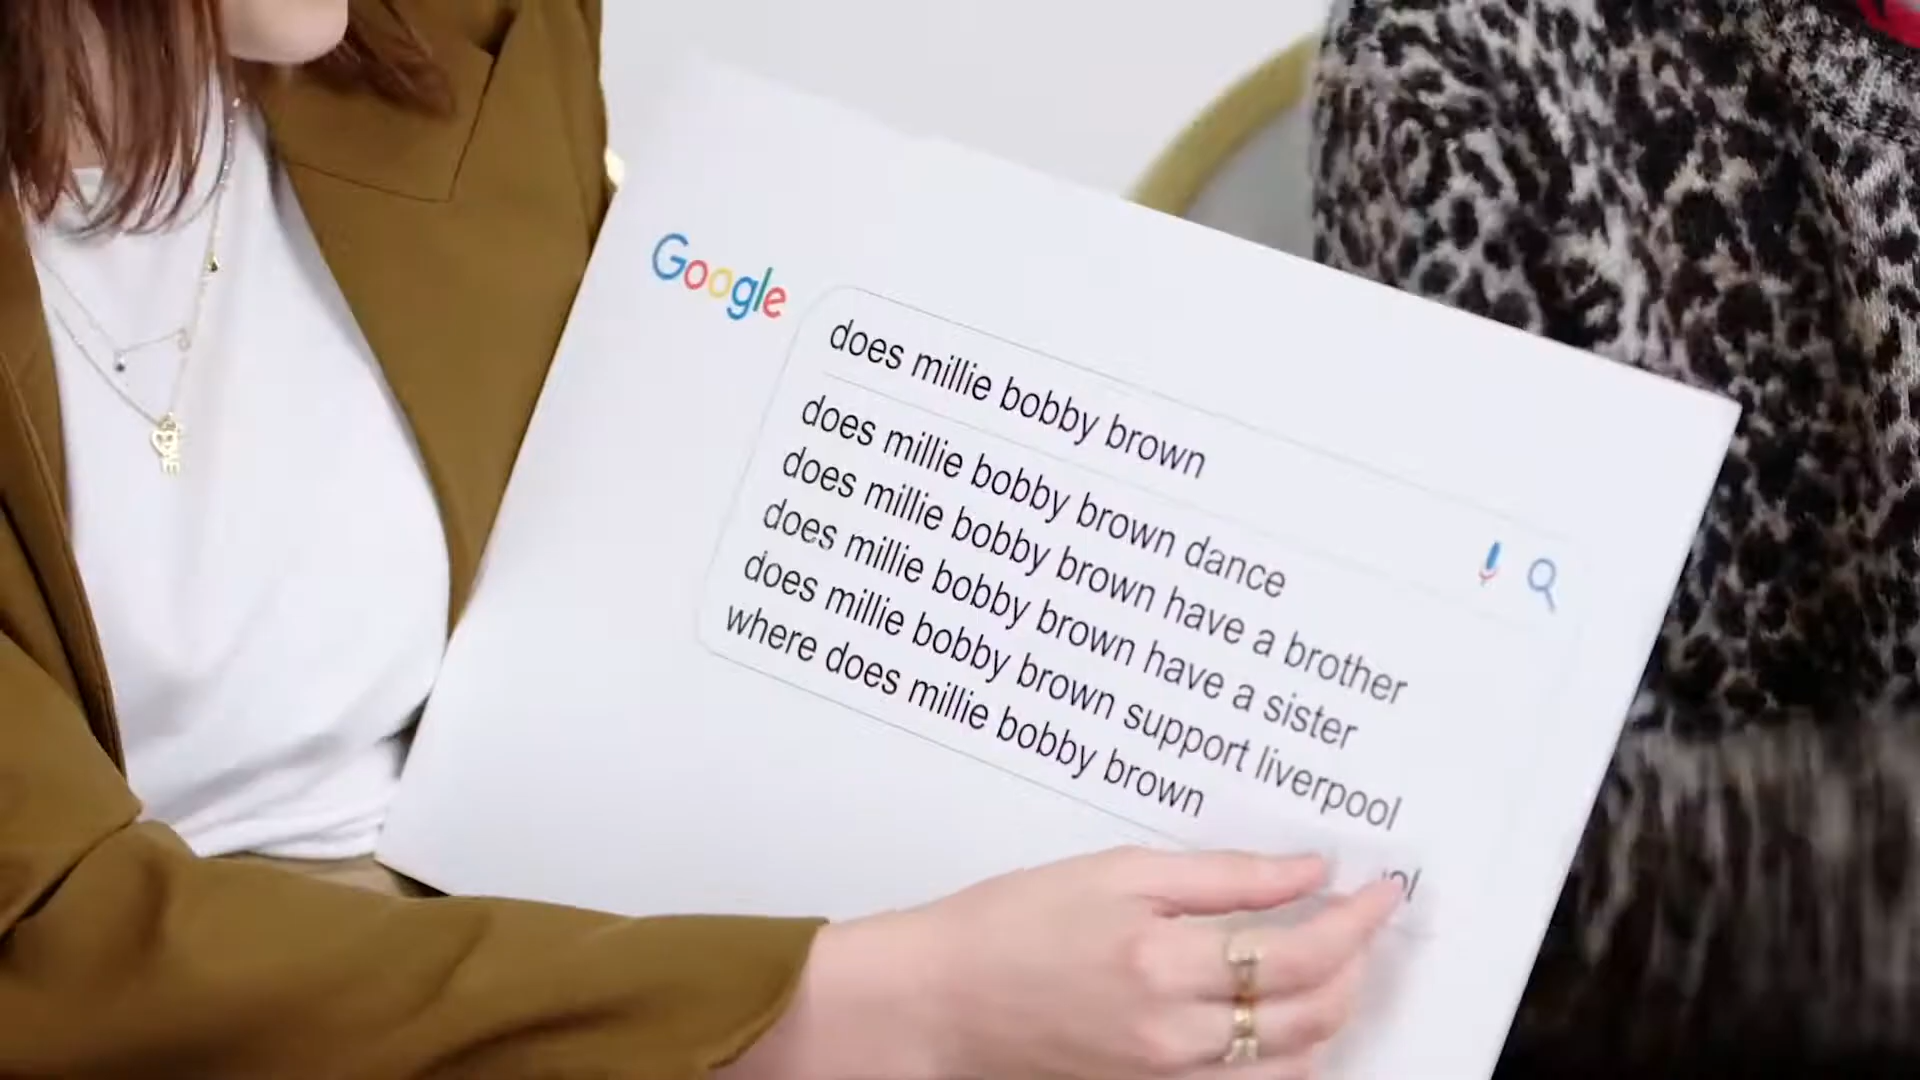 Google
does millie bobby brown
does millie bobby brown dance
does millie bobby brown have a brother
does millie bobby brown have a sister
does millie bobby brown support liverpool
where does millie bobby brown